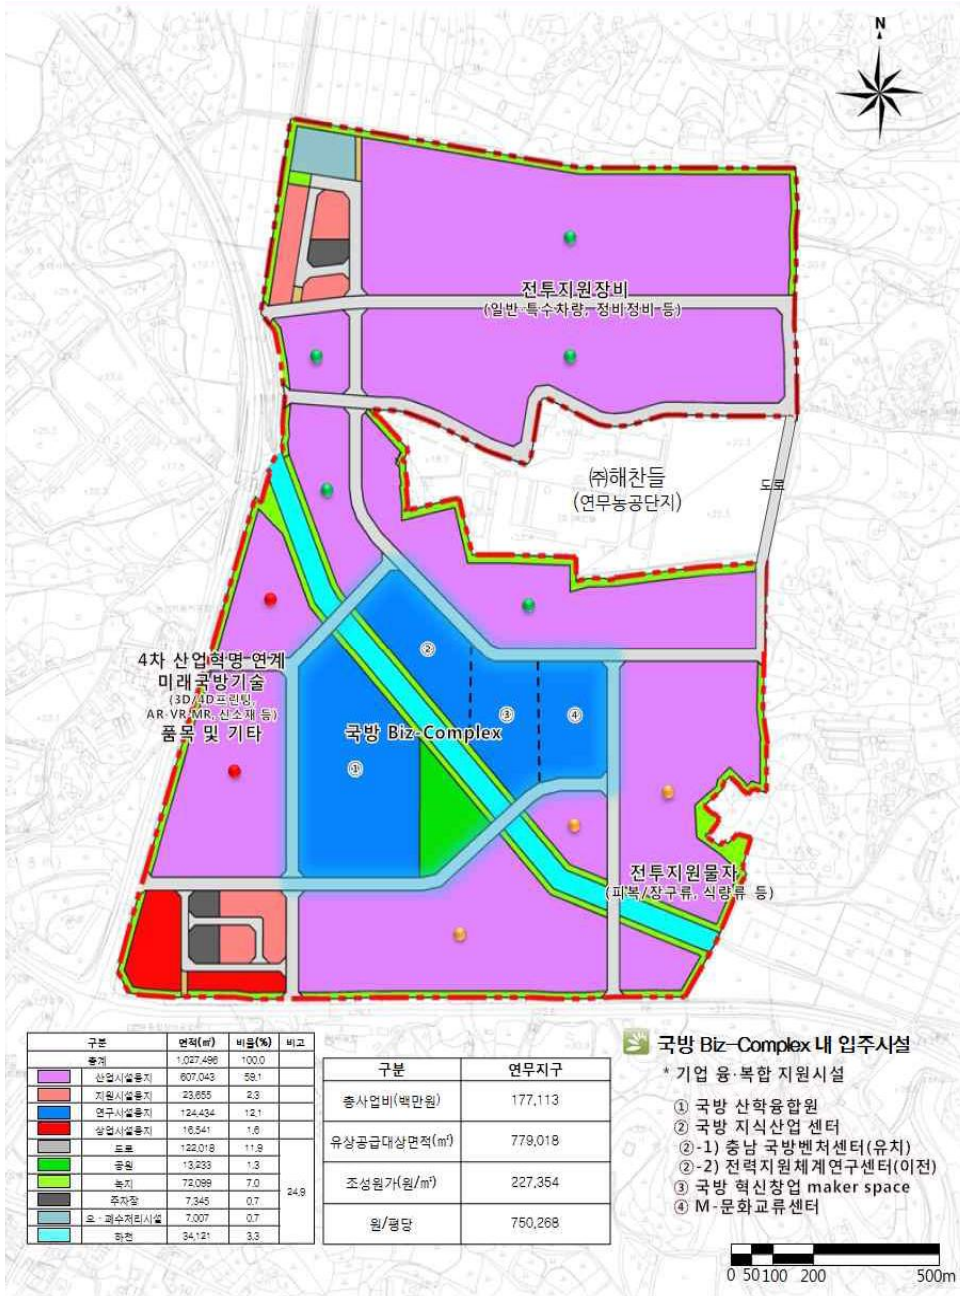 N
전투지원장비
(일반·특수차량, 정비정비 등)
㈜해찬들
(연무농공단지)
도로
4차 산업혁명 연계
미래국방기술
(3D/4D프린팅,
AR·VR·MR, 신소재 등)
품목 및 기타
②
③
④
국방 Biz-Complex
①
전투지원물자
(피복/장구류, 식량류 등)
구분 면적(㎡) 비율(%) 비고
총계 1,027,496 100.0
산업시설용지 607,043 59.1
지원시설용지 23,655 2.3
연구시설용지 124,434 12.1
상업시설용지 16,541 1.6
도로 122,018 11.9
공원 13,233 1.3
녹지 72,099 7.0
24.9
주차장 7,345 0.7
오·폐수처리시설 7,007 0.7
하천 34,121 3.3
구분 연무지구
총사업비(백만원) 177,113
유상공급대상면적(㎡) 779,018
조성원가(원/㎡) 227,354
원/평당 750,268
국방 Biz-Complex 내 입주시설
* 기업 융·복합 지원시설
① 국방 산학융합원
② 국방 지식산업 센터
②-1) 충남 국방벤처센터(유치)
②-2) 전력지원체계연구센터(이전)
③ 국방 혁신창업 maker space
④ M-문화교류센터
0 50 100 200 500m